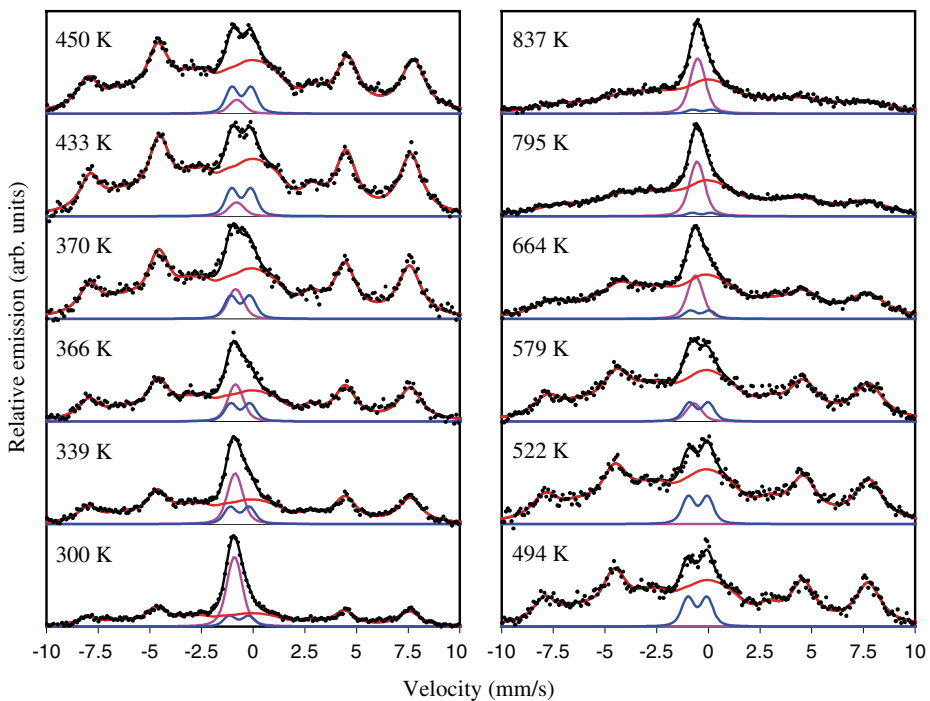 450 K
433 K
370 K
366 K
339 K
300 K
837 K
795 K
664 K
579 K
522 K
494 K
Relative emission (arb. units)
-10 -7.5 -5 -2.5 0 2.5 5 7.5 10
-10 -7.5 -5 -2.5 0 2.5 5 7.5 10
Velocity (mm/s)